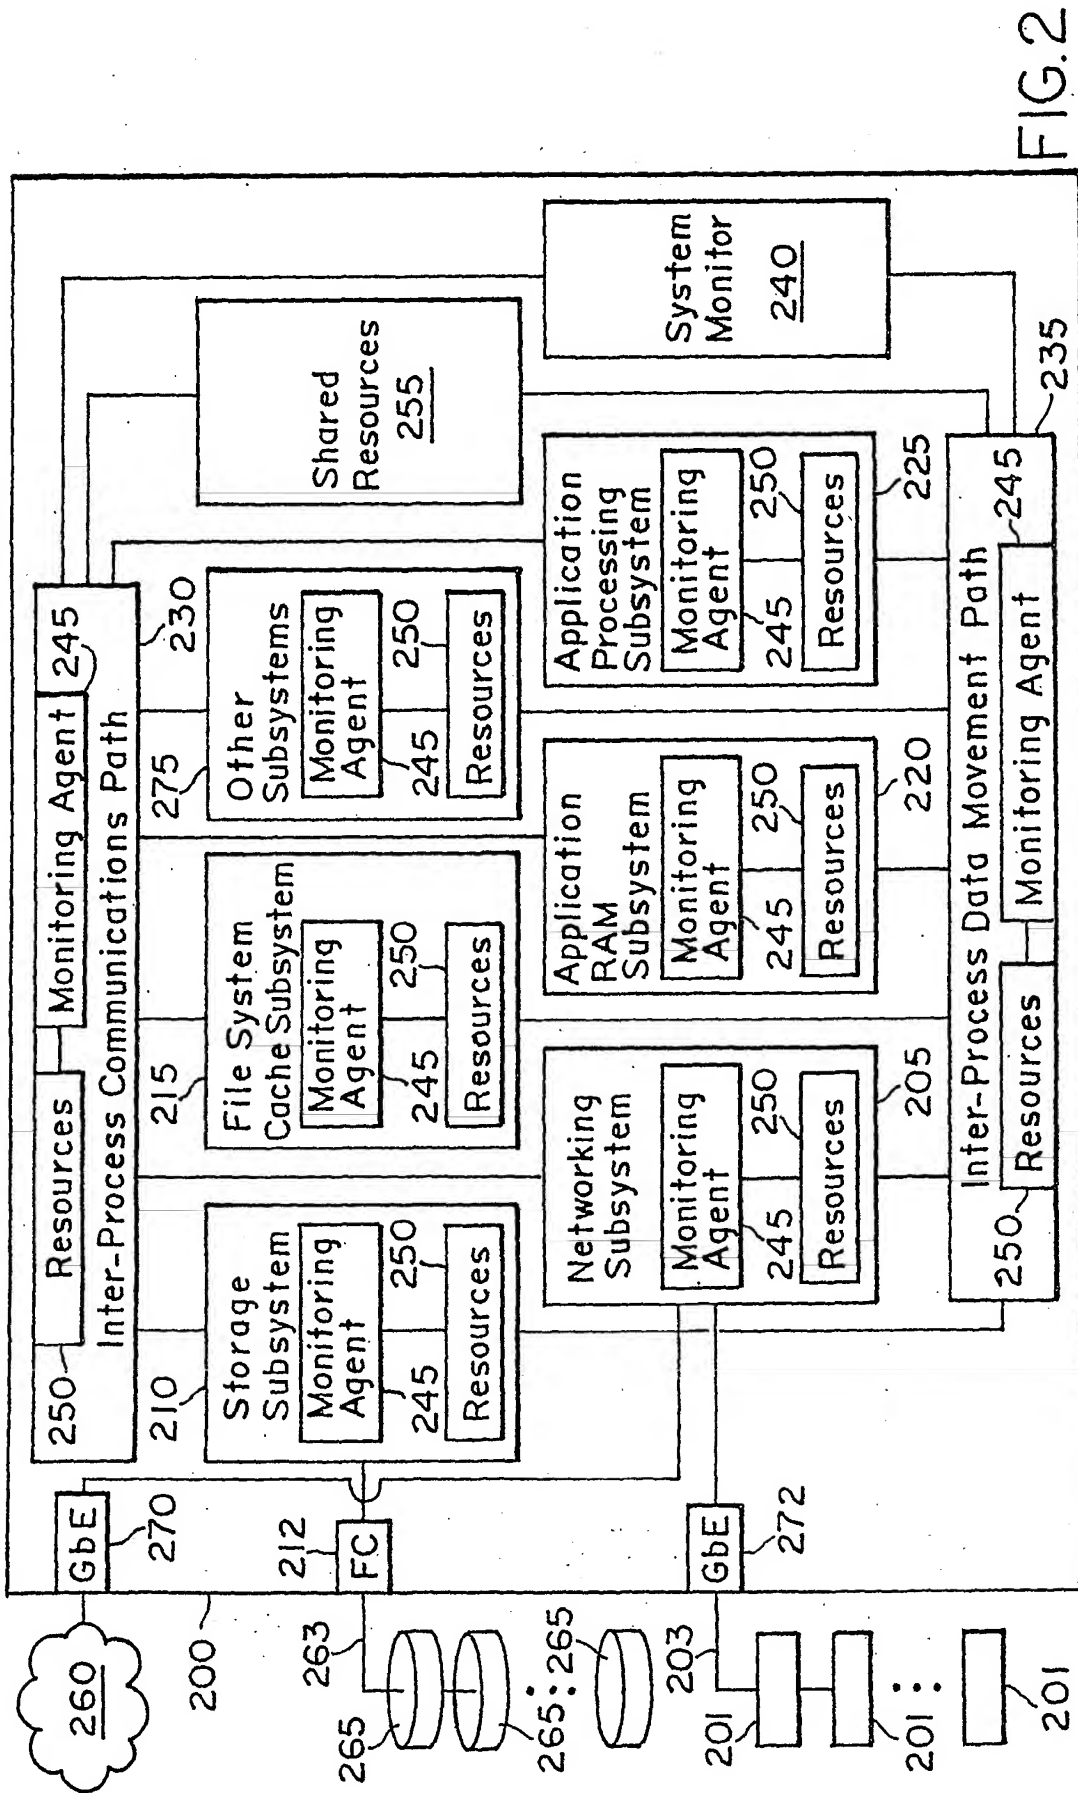 260
GbE
270
200
250
Resources
Monitoring Agent
245
Inter-Process Communications Path
230
210
Storage
Subsystem
Monitoring
Agent
245
250
Resources
215
File System
Cache Subsystem
Monitoring
Agent
245
250
Resources
275
Other
Subsystems
Monitoring
Agent
245
250
Resources
Shared
Resources
255
265
263
212
FC
265
265
Networking
Subsystem
Monitoring
Agent
245
250
Resources
205
Application
RAM
Subsystem
Monitoring
Agent
245
250
Resources
220
Application
Processing
Subsystem
Monitoring
Agent
245
250
Resources
225
System
Monitor
240
203
GbE
272
201
201
201
Inter-Process Data Movement Path
235
250
Resources
Monitoring Agent
245
FIG.2